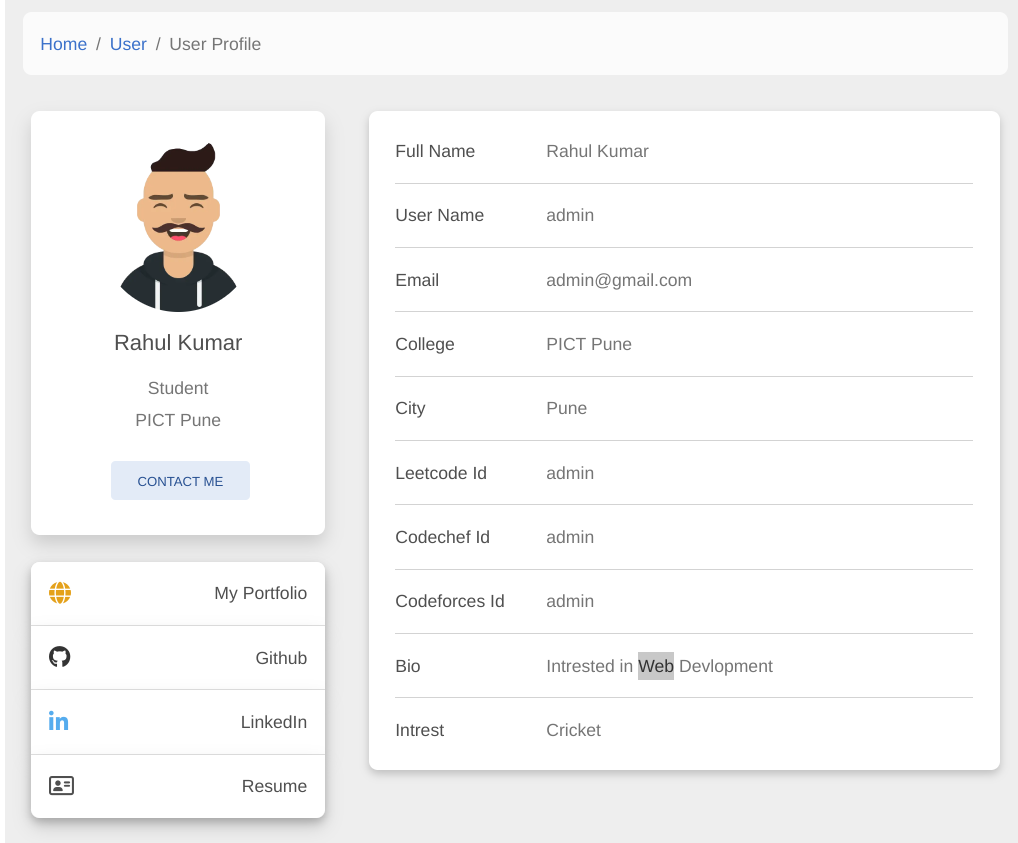 Home / User / User Profile
Rahul Kumar
Student
PICT Pune
CONTACT ME
My Portfolio
Github
LinkedIn
Resume
Full Name Rahul Kumar
User Name admin
Email admin@gmail.com
College PICT Pune
City Pune
Leetcode Id admin
Codechef Id admin
Codeforces Id admin
Bio Intrested in Web Devlopment
Intrest Cricket